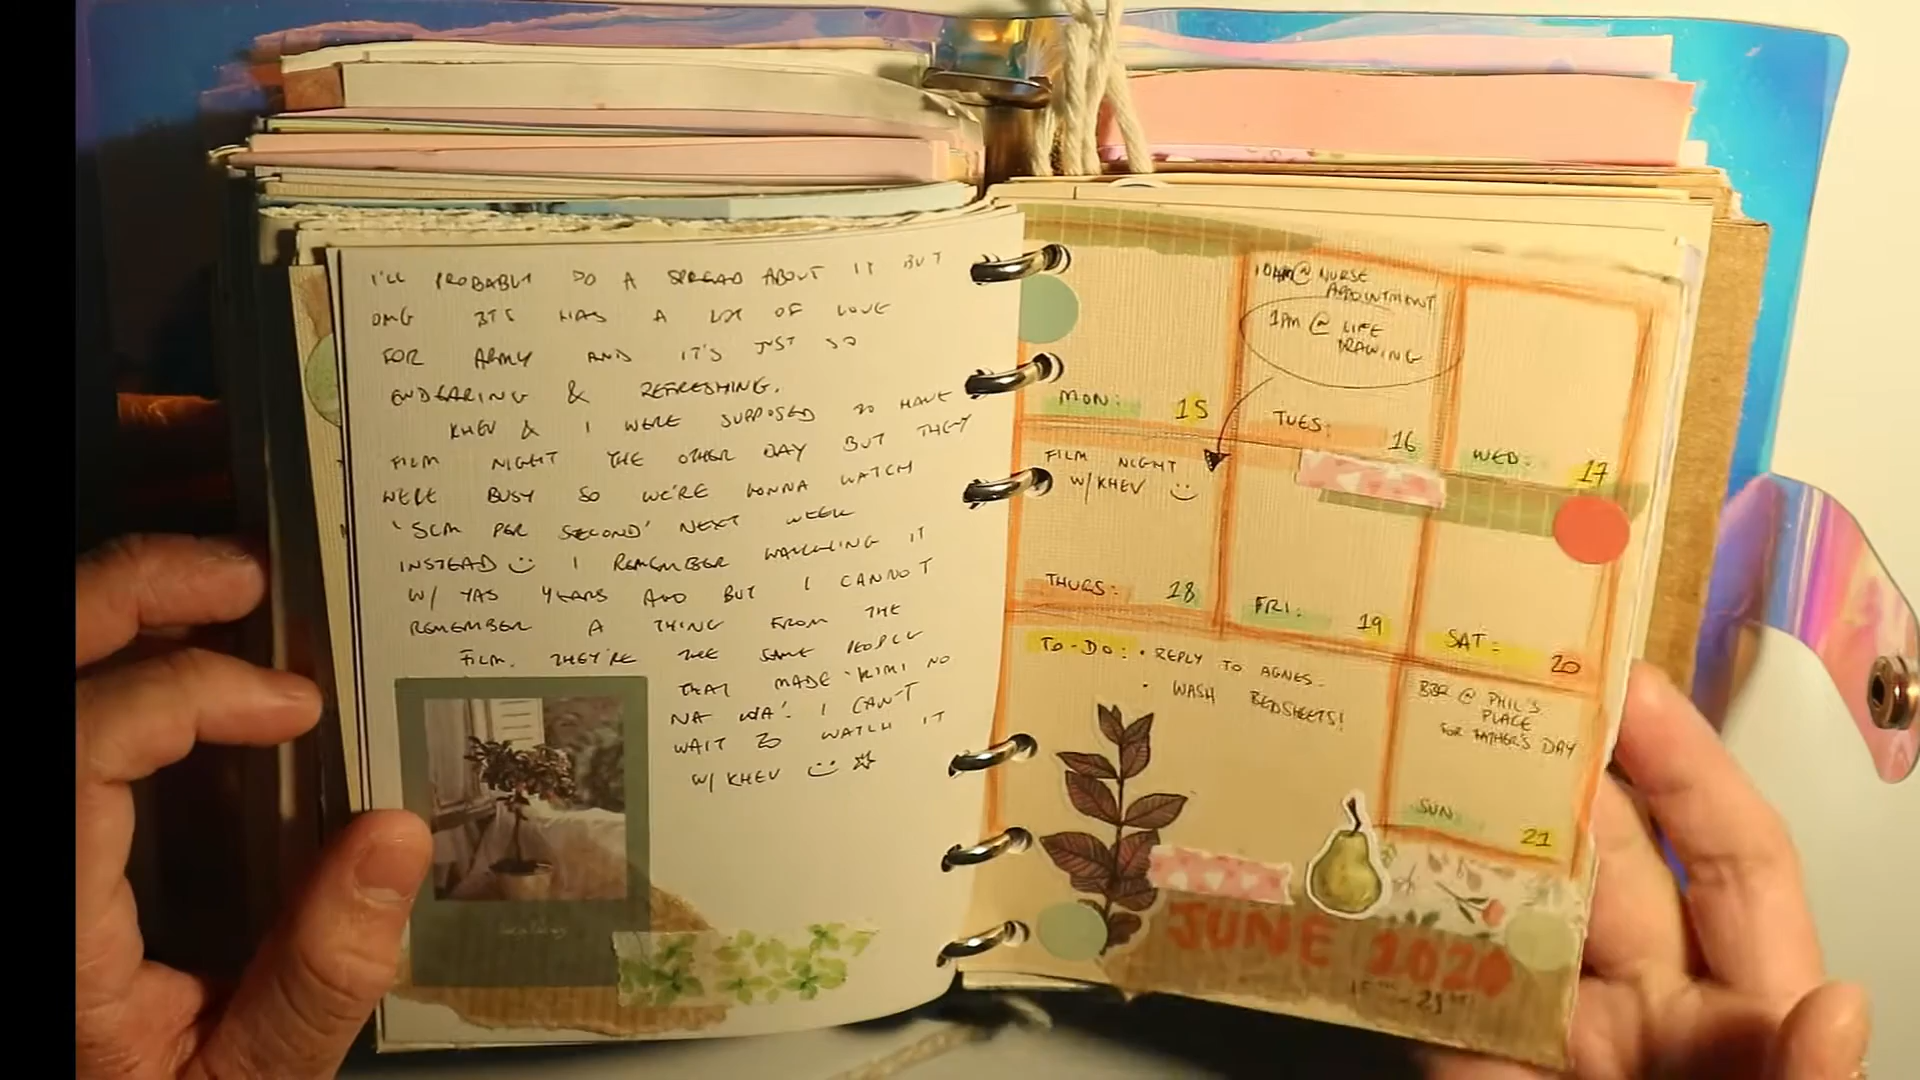 I'LL PROBABLY DO A SPREAD ABOUT IT BUT
OMG BTS HAS A LOT OF LOVE
FOR ARMY AND IT'S JUST SO
ENDEARING & REFRESHING.
KHEV & I WERE SUPPOSED TO HAVE
FILM NIGHT THE OTHER DAY BUT THEY
WERE BUSY SO WE'RE GONNA WATCH
'5CM PER SECOND' NEXT WEEK
INSTEAD I REMEMBER WATCHING IT
W/ YAS YEARS AGO BUT I CANNOT
REMEMBER A THING FROM THE
FILM. THEY'RE THE SAME PEOPLE
THAT MADE 'KIMI NO
NA WA'. I CAN'T
WAIT TO WATCH IT
W/ KHEV :) ☆
MON: 15
10AM @ NURSE
APPOINTMENT
1PM @ LIFE
DRAWING
TUES: 16
WED: 17
FILM NIGHT
W/KHEV :)
THURS: 18
FRI: 19
SAT: 20
TO-DO: • REPLY TO AGNES.
• WASH BEDSHEETS!
BBQ @ PHIL'S
PLACE
FOR FATHER'S DAY
SUN: 21
JUNE 2020